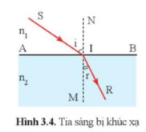 S
N
n₁
i
A
I
B
n₂
r
M
R
Hình 3.4. Tia sáng bị khúc xạ